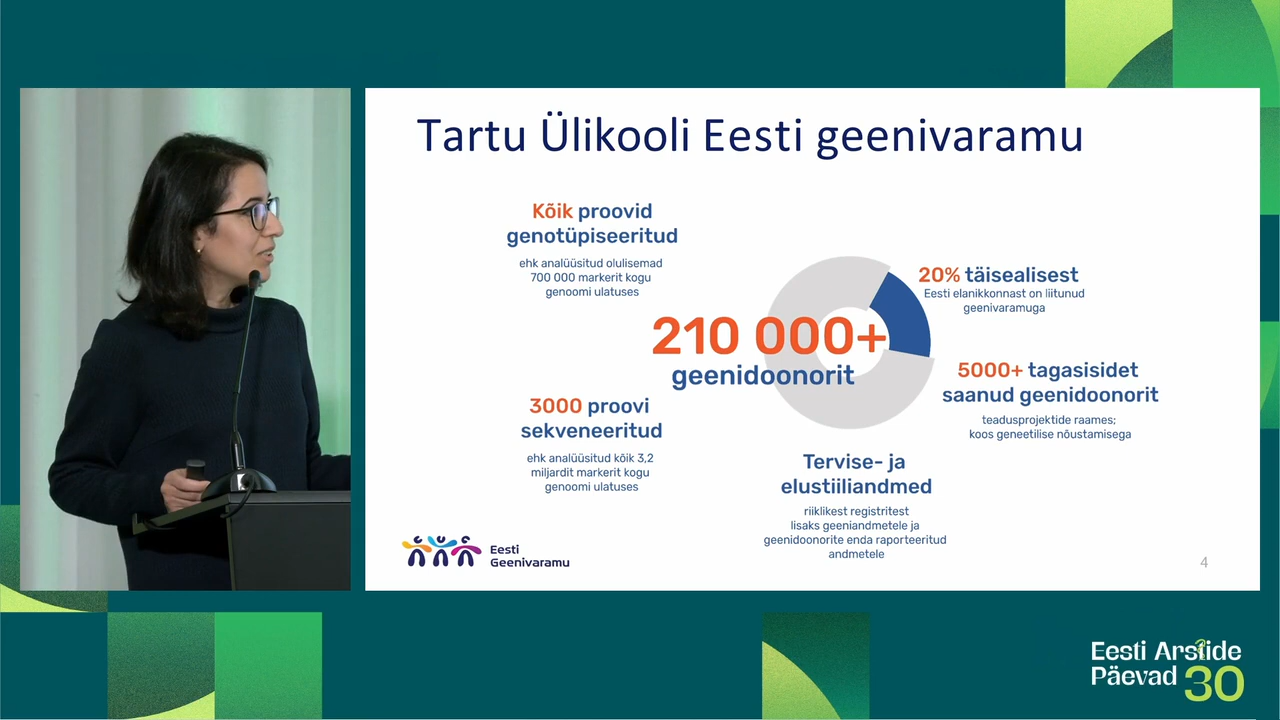 Tartu Ülikooli Eesti geenivaramu
Kõik proovid
genotüpiseeritud
ehk analüüsitud olulisemad
700 000 markerit kogu
genoomi ulatuses
210 000+
geenidoonorit
3000 proovi
sekveneeritud
ehk analüüsitud kõik 3,2
miljardit markerit kogu
genoomi ulatuses
20% täisealisest
Eesti elanikkonnast on liitunud
geenivaramuga
5000+ tagasisidet
saanud geenidoonorit
teadusprojektide raames;
koos geneetilise nõustamisega
Tervise- ja
elustiiliandmed
riiklikest registritest
lisaks geeniandmetele ja
geenidoonorite enda raporteeritud
andmetele
Eesti
Geenivaramu
4
Eesti Arstide
Päevad 30